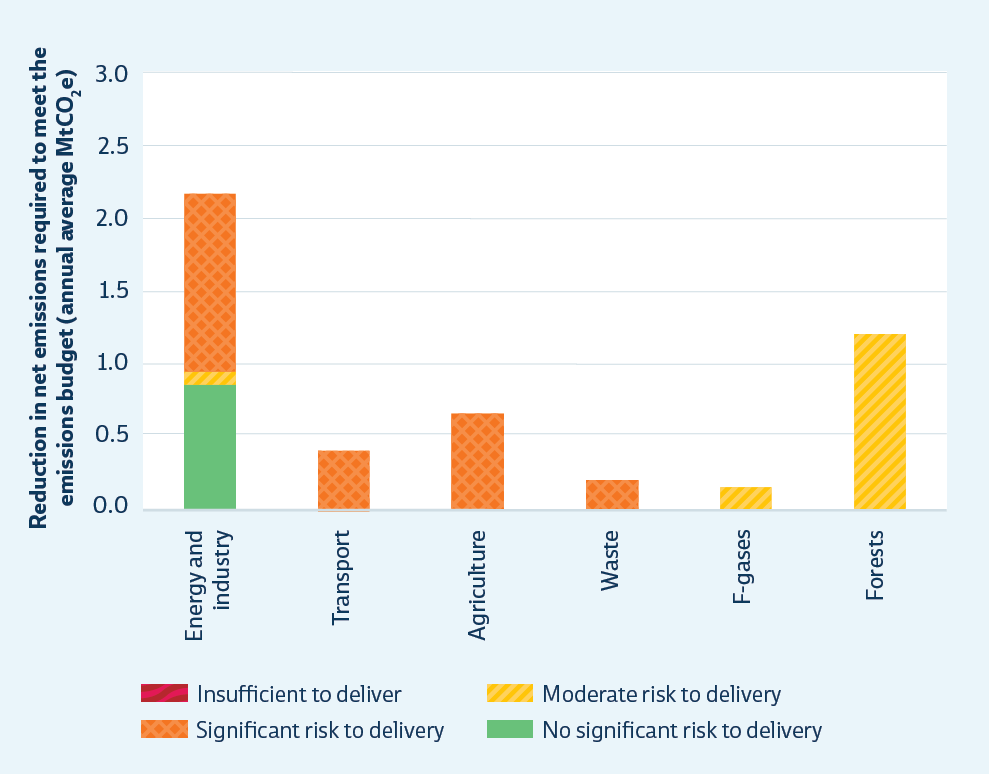 Reduction in net emissions required to meet the
emissions budget (annual average MtCO₂e)
3.0
2.5
2.0
1.5
1.0
0.5
0.0
Energy and
industry
Transport
Agriculture
Waste
F-gases
Forests
Insufficient to deliver
Moderate risk to delivery
Significant risk to delivery
No significant risk to delivery